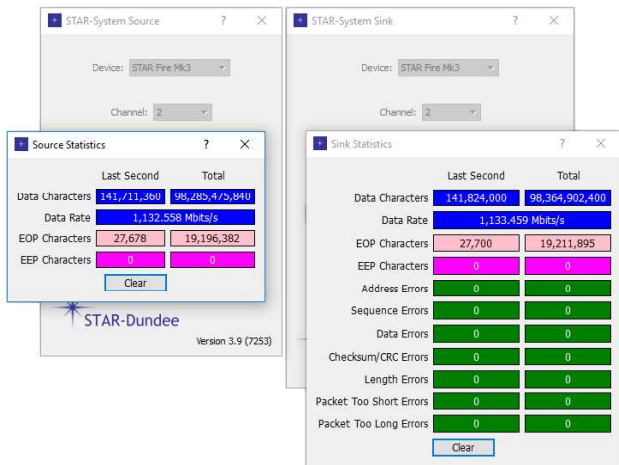 STAR-System Source ? ×
Device: STAR Fire Mk3
Channel: 2
Source Statistics ? ×
Last Second Total
Data Characters 141,711,360 98,285,475,840
Data Rate 1,132.558 Mbits/s
EOP Characters 27,678 19,196,382
EEP Characters 0 0
Clear
STAR-Dundee
Version 3.9 (7253)
STAR-System Sink ? ×
Device: STAR Fire Mk3
Channel: 2
Sink Statistics ? ×
Last Second Total
Data Characters 141,824,000 98,364,902,400
Data Rate 1,133.459 Mbits/s
EOP Characters 27,700 19,211,895
EEP Characters 0 0
Address Errors 0 0
Sequence Errors 0 0
Data Errors 0 0
Checksum/CRC Errors 0 0
Length Errors 0 0
Packet Too Short Errors 0 0
Packet Too Long Errors 0 0
Clear